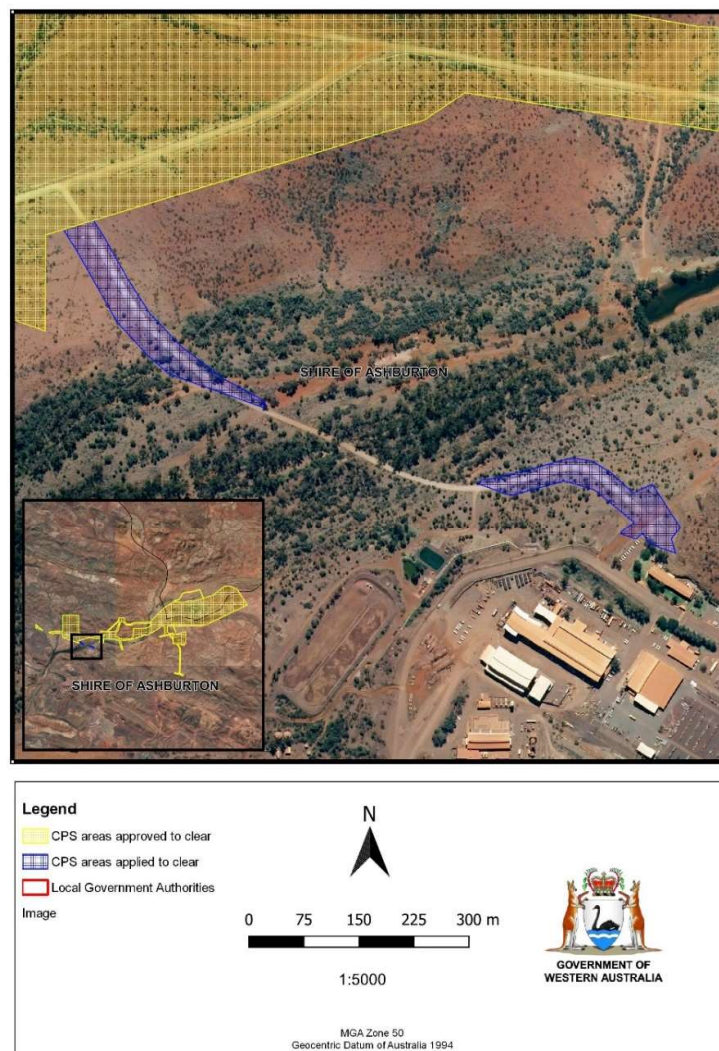 SHIRE OF ASHBURTON
SHIRE OF ASHBURTON
Legend
CPS areas approved to clear
CPS areas applied to clear
Local Government Authorities
Image
N
0 75 150 225 300 m
1:5000
GOVERNMENT OF
WESTERN AUSTRALIA
MGA Zone 50
Geocentric Datum of Australia 1994